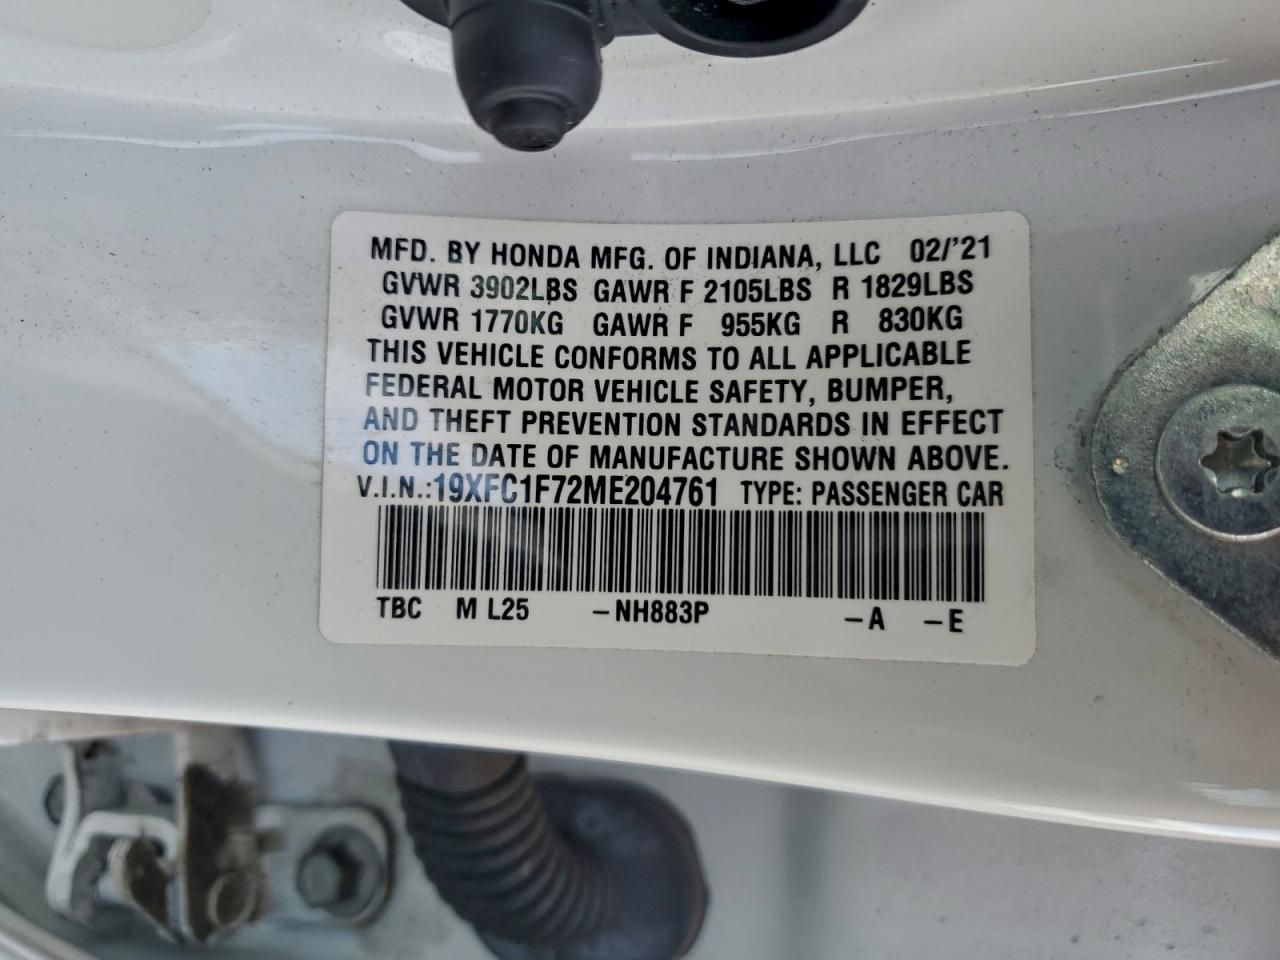 MFD. BY HONDA MFG. OF INDIANA, LLC 02/'21
GVWR 3902LBS GAWR F 2105LBS R 1829LBS
GVWR 1770KG GAWR F 955KG R 830KG
THIS VEHICLE CONFORMS TO ALL APPLICABLE
FEDERAL MOTOR VEHICLE SAFETY, BUMPER,
AND THEFT PREVENTION STANDARDS IN EFFECT
ON THE DATE OF MANUFACTURE SHOWN ABOVE.
V.I.N.:19XFC1F72ME204761 TYPE: PASSENGER CAR
TBC M L25 -NH883P -A -E